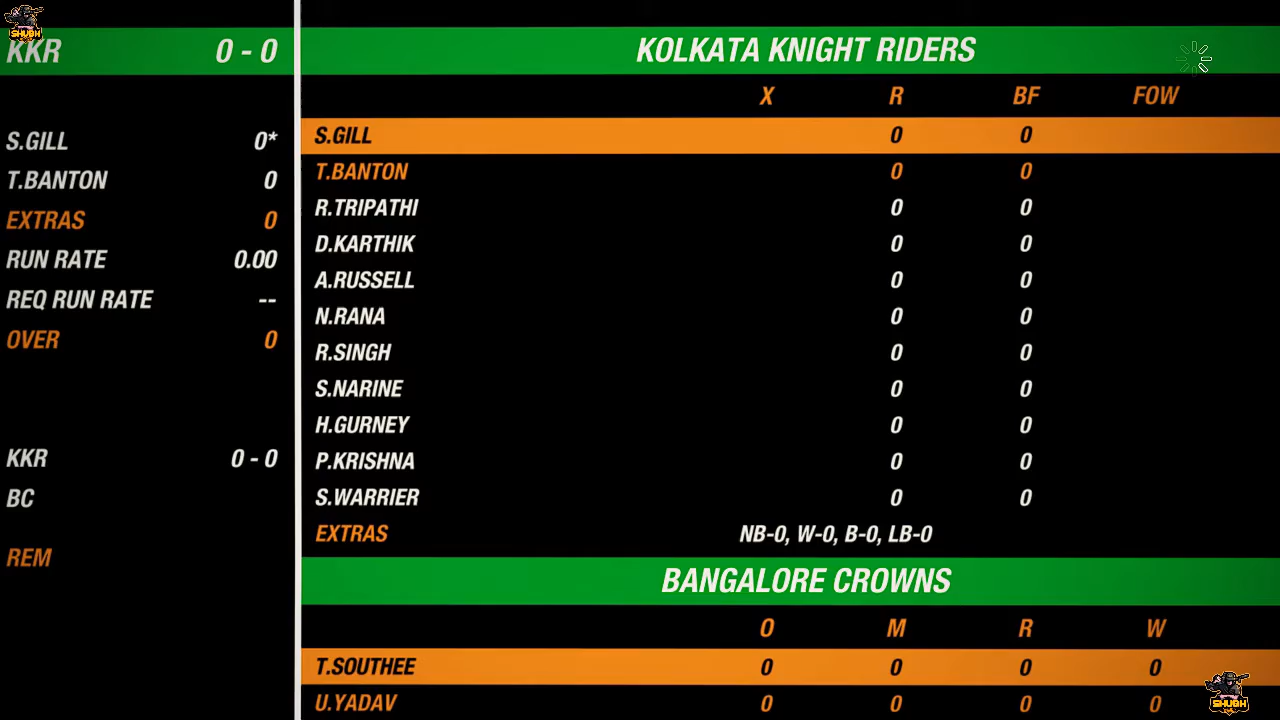 SHUBH
KKR 0 - 0
S.GILL 0*
T.BANTON 0
EXTRAS 0
RUN RATE 0.00
REQ RUN RATE --
OVER 0
KKR 0 - 0
BC
REM
KOLKATA KNIGHT RIDERS
X R BF FOW
S.GILL 0 0
T.BANTON 0 0
R.TRIPATHI 0 0
D.KARTHIK 0 0
A.RUSSELL 0 0
N.RANA 0 0
R.SINGH 0 0
S.NARINE 0 0
H.GURNEY 0 0
P.KRISHNA 0 0
S.WARRIER 0 0
EXTRAS NB-0, W-0, B-0, LB-0
BANGALORE CROWNS
O M R W
T.SOUTHEE 0 0 0 0
U.YADAV 0 0 0 0
SHUBH